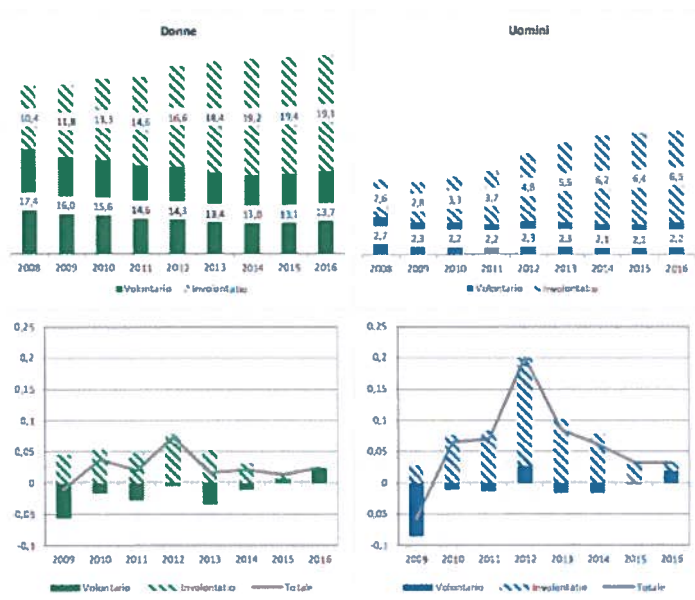 Donne
10,4 11,8 13,3 14,6 16,6 18,4 19,2 19,4 19,3
17,4 16,0 15,6 14,6 14,3 13,4 13,0 13,1 13,7
2008 2009 2010 2011 2012 2013 2014 2015 2016
Volontario Involontatio
Uomini
2,6 2,8 3,3 3,7 4,8 5,6 6,2 6,4 6,5
2,7 2,3 2,2 2,2 2,3 2,3 2,1 2,1 2,2
2008 2009 2010 2011 2012 2013 2014 2015 2016
Volontario Involontatio
0,25
0,2
0,15
0,1
0,05
0
-0,05
-0,1
2009 2010 2011 2012 2013 2014 2015 2016
Volontario Involontatio Totale
0,25
0,2
0,15
0,1
0,05
0
-0,05
-0,1
2009 2010 2011 2012 2013 2014 2015 2016
Volontario Involontatio Totale